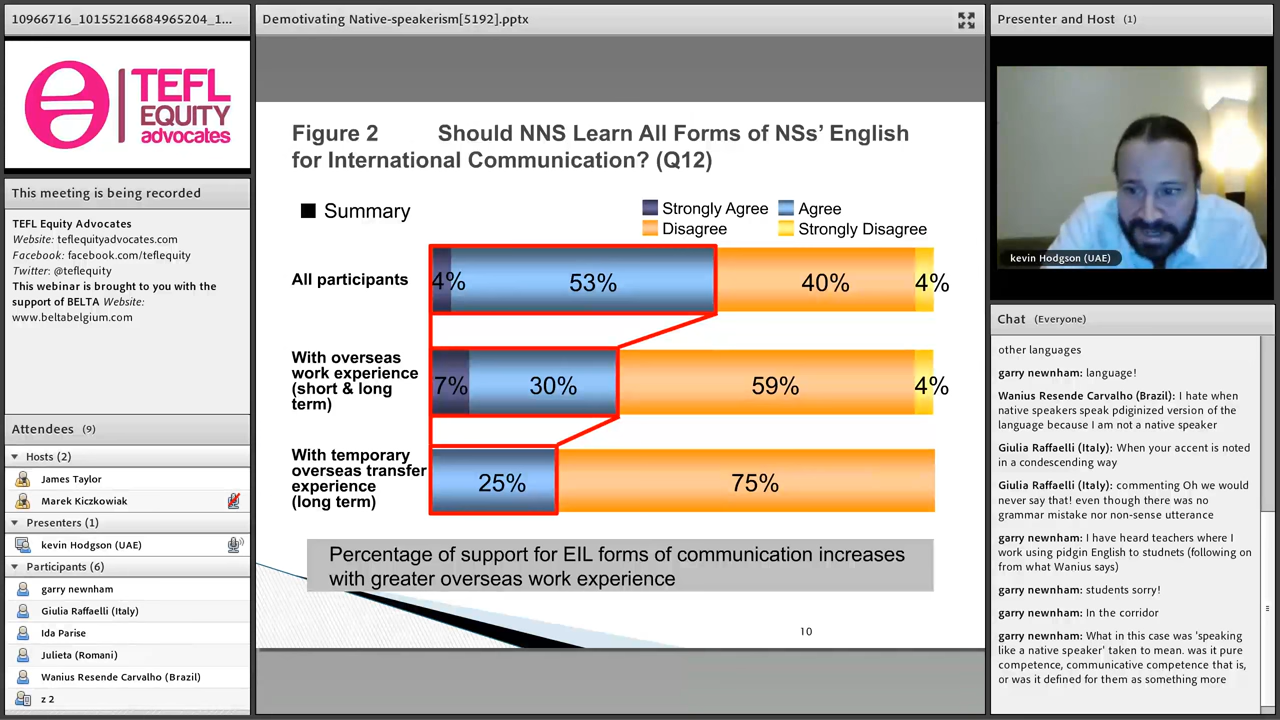 10966716_10155216684965204_1...
TEFL
EQUITY
advocates
This meeting is being recorded
TEFL Equity Advocates
Website: teflequityadvocates.com
Facebook: facebook.com/teflequity
Twitter: @teflequity
This webinar is brought to you with the
support of BELTA Website:
www.beltabelgium.com
Attendees (9)
Hosts (2)
James Taylor
Marek Kiczkowiak
Presenters (1)
kevin Hodgson (UAE)
Participants (6)
garry newnham
Giulia Raffaelli (Italy)
Ida Parise
Julieta (Romani)
Wanius Resende Carvalho (Brazil)
z 2
Demotivating Native-speakerism[5192].pptx
Figure 2 Should NNS Learn All Forms of NSs’ English
for International Communication? (Q12)
Summary
Strongly Agree Agree
Disagree Strongly Disagree
All participants
4% 53% 40% 4%
With overseas
work experience
(short & long
term)
7% 30% 59% 4%
With temporary
overseas transfer
experience
(long term)
25% 75%
Percentage of support for EIL forms of communication increases
with greater overseas work experience
10
Presenter and Host (1)
kevin Hodgson (UAE)
Chat (Everyone)
other languages
garry newnham: language!
Wanius Resende Carvalho (Brazil): I hate when
native speakers speak pdiginized version of the
language because I am not a native speaker
Giulia Raffaelli (Italy): When your accent is noted
in a condescending way
Giulia Raffaelli (Italy): commenting Oh we would
never say that! even though there was no
grammar mistake nor non-sense utterance
garry newnham: I have heard teachers where I
work using pidgin English to studnets (following on
from what Wanius says)
garry newnham: students sorry!
garry newnham: In the corridor
garry newnham: What in this case was 'speaking
like a native speaker' taken to mean. was it pure
competence, communicative competence that is,
or was it defined for them as something more